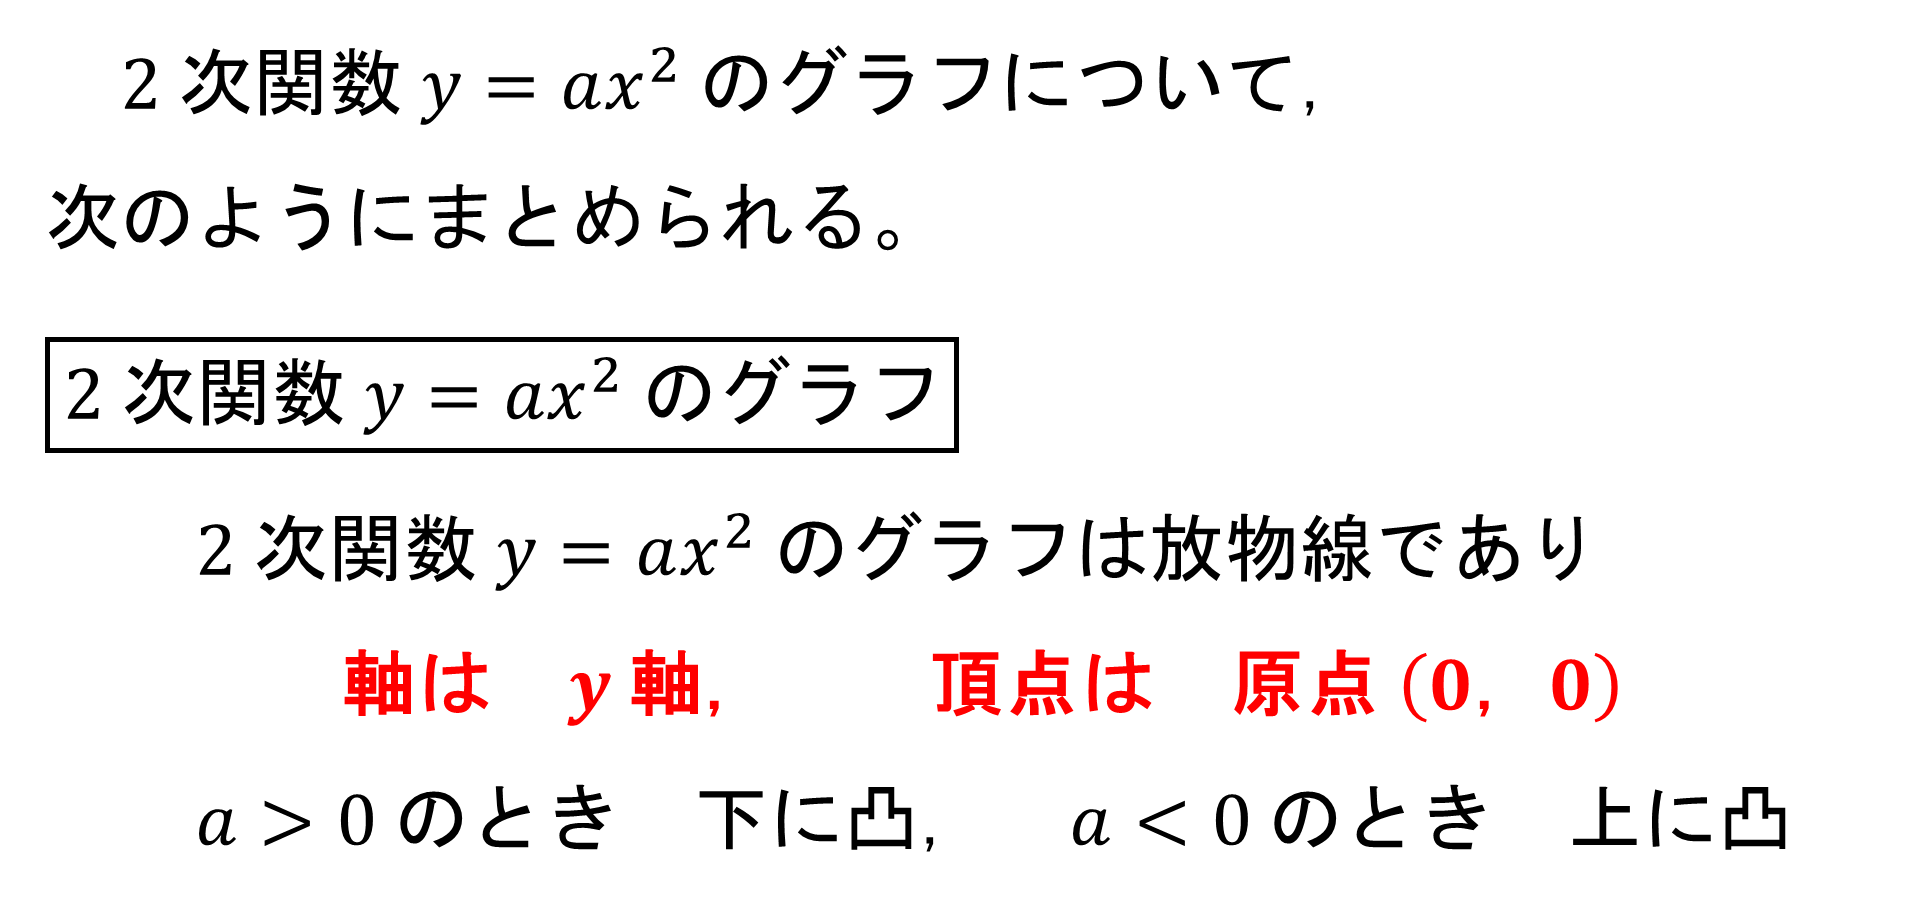 2 次関数 y = ax² のグラフについて,
次のようにまとめられる。
2 次関数 y = ax² のグラフ
2 次関数 y = ax² のグラフは放物線であり
軸は　y 軸,　　頂点は　原点 (0, 0)
a > 0 のとき　下に凸,　　a < 0 のとき　上に凸